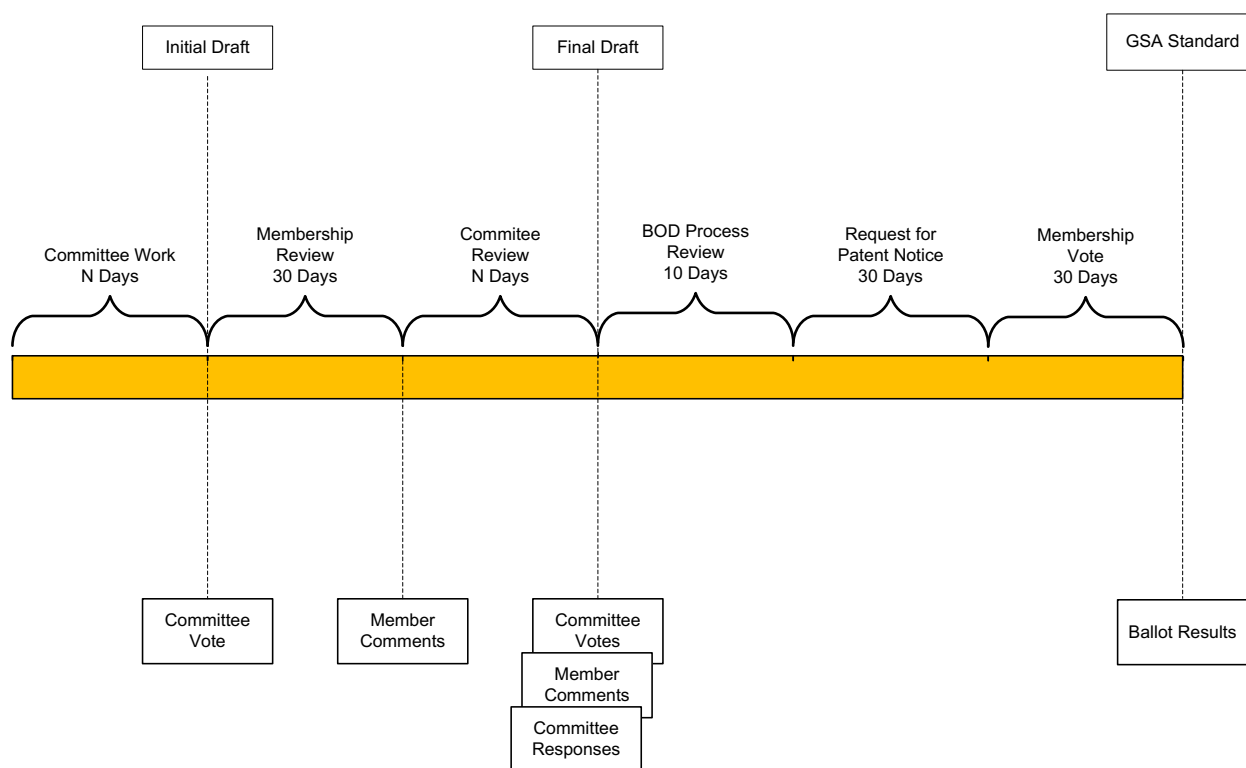 Initial Draft
Final Draft
GSA Standard
Committee Work
N Days
Membership
Review
30 Days
Commitee
Review
N Days
BOD Process
Review
10 Days
Request for
Patent Notice
30 Days
Membership
Vote
30 Days
Committee
Vote
Member
Comments
Committee
Votes
Member
Comments
Committee
Responses
Ballot Results